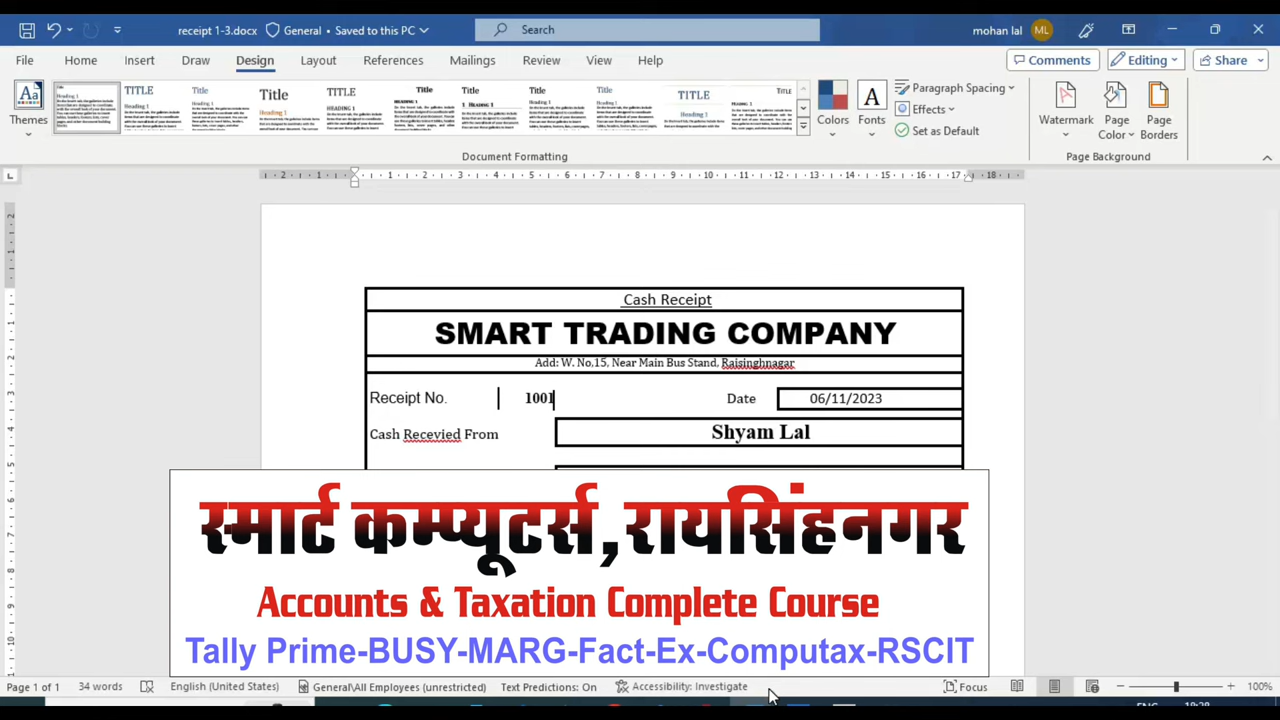 receipt 1-3.docx General • Saved to this PC Search mohan lal ML
File Home Insert Draw Design Layout References Mailings Review View Help Comments Editing Share
Themes Colors Fonts Paragraph Spacing Effects Set as Default Watermark Page Color Page Borders
TITLE Title Title TITLE TITLE
Document Formatting Page Background
Cash Receipt
SMART TRADING COMPANY
Add: W. No,15, Near Main Bus Stand, Raisinghnagar
Receipt No. 1001 Date 06/11/2023
Cash Recevied From Shyam Lal
स्मार्ट कम्प्यूटर्स,रायसिंहनगर
Accounts & Taxation Complete Course
Tally Prime-BUSY-MARG-Fact-Ex-Computax-RSCIT
Page 1 of 1 34 words English (United States) General\All Employees (unrestricted) Text Predictions: On Accessibility: Investigate Focus 100%